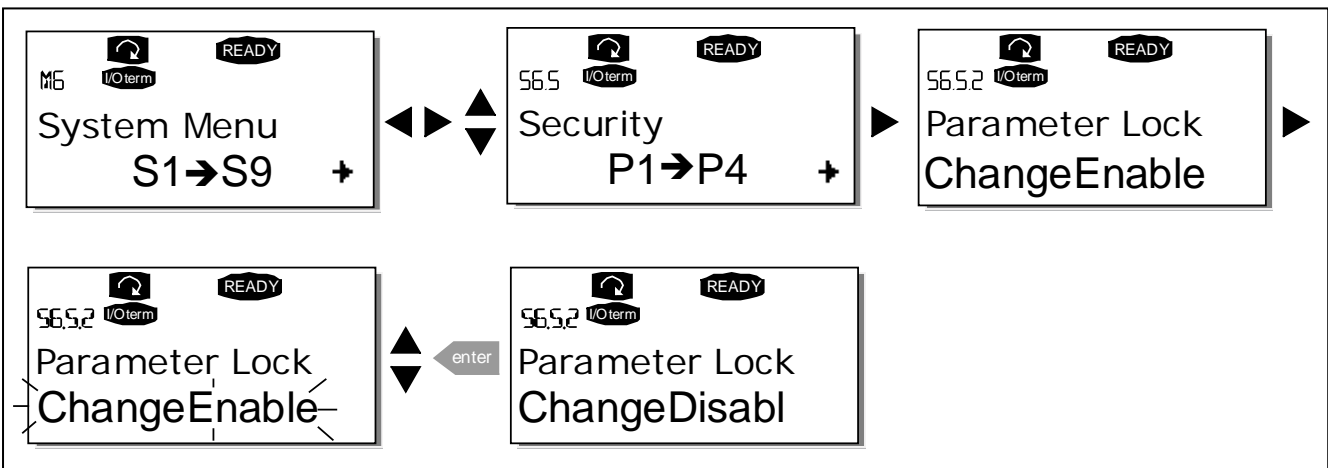 READY
M6 I/Oterm
System Menu
S1➔S9
READY
S6.5 I/Oterm
Security
P1➔P4
READY
S6.5.2 I/Oterm
Parameter Lock
ChangeEnable
READY
S6.5.2 I/Oterm
Parameter Lock
ChangeEnable
enter
READY
S6.5.2 I/Oterm
Parameter Lock
ChangeDisabl